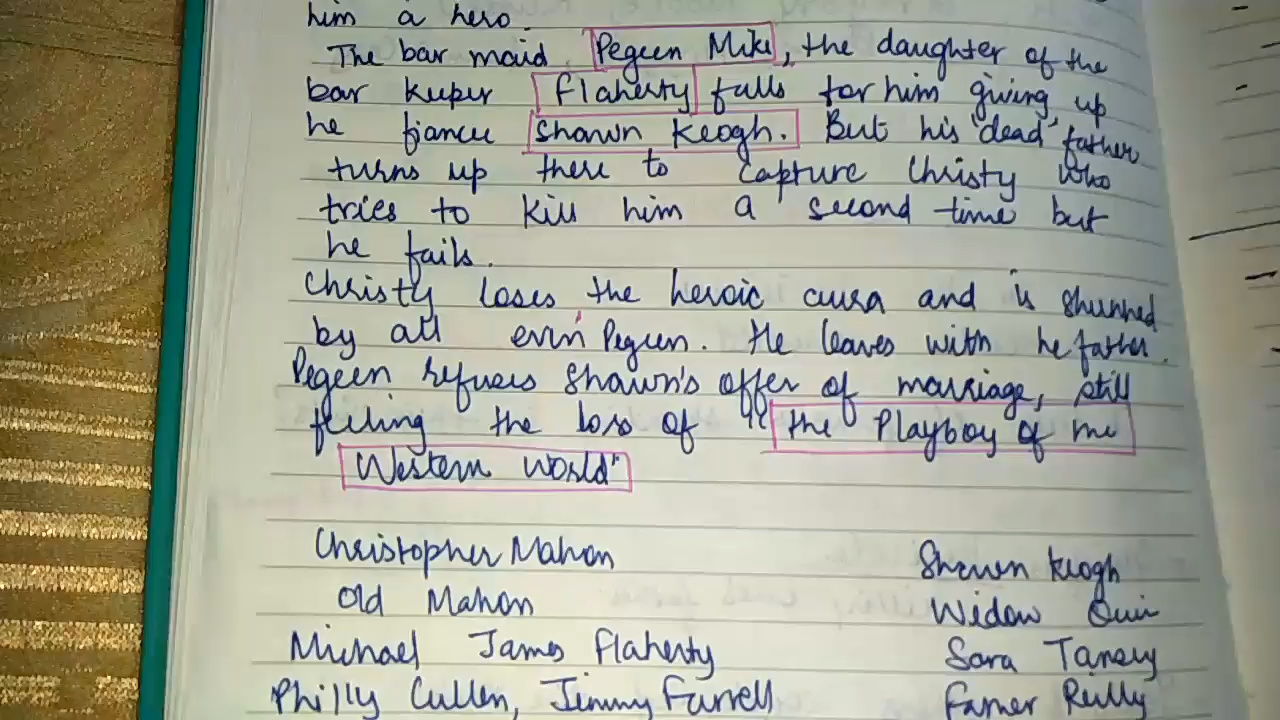 him a hero.
The bar maid, Pegeen Mike, the daughter of the
bar keeper Flaherty falls for him giving up
he fiancee Shawn Keogh. But his 'dead' father
turns up there to capture Christy who
tries to kill him a second time but
he fails.
Christy loses the heroic aura and is shunned
by all even Pegeen. He leaves with he father.
Pegeen refuses Shawn's offer of marriage, still
feeling the loss of "the Playboy of the
Western World"
Christopher Mahon Shawn Keogh
Old Mahon Widow Quin
Michael James Flaherty Sara Tansey
Philly Cullen, Jimmy Farrell Father Reilly